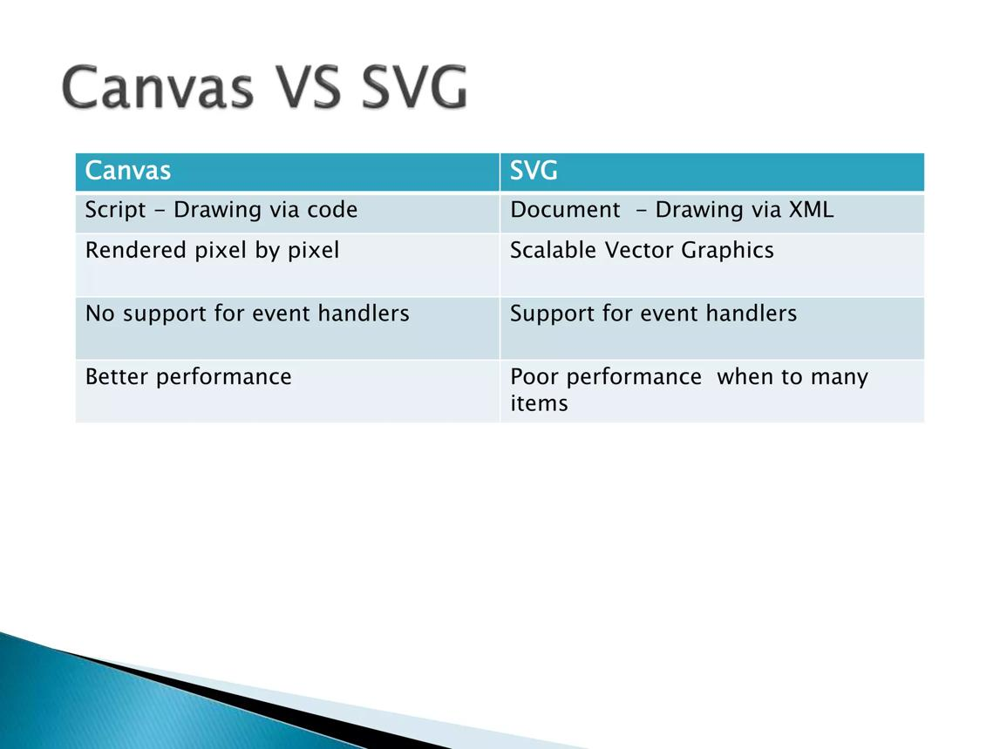 Canvas VS SVG
Canvas
SVG
Script - Drawing via code
Document  - Drawing via XML
Rendered pixel by pixel
Scalable Vector Graphics
No support for event handlers
Support for event handlers
Better performance
Poor performance  when to many
items